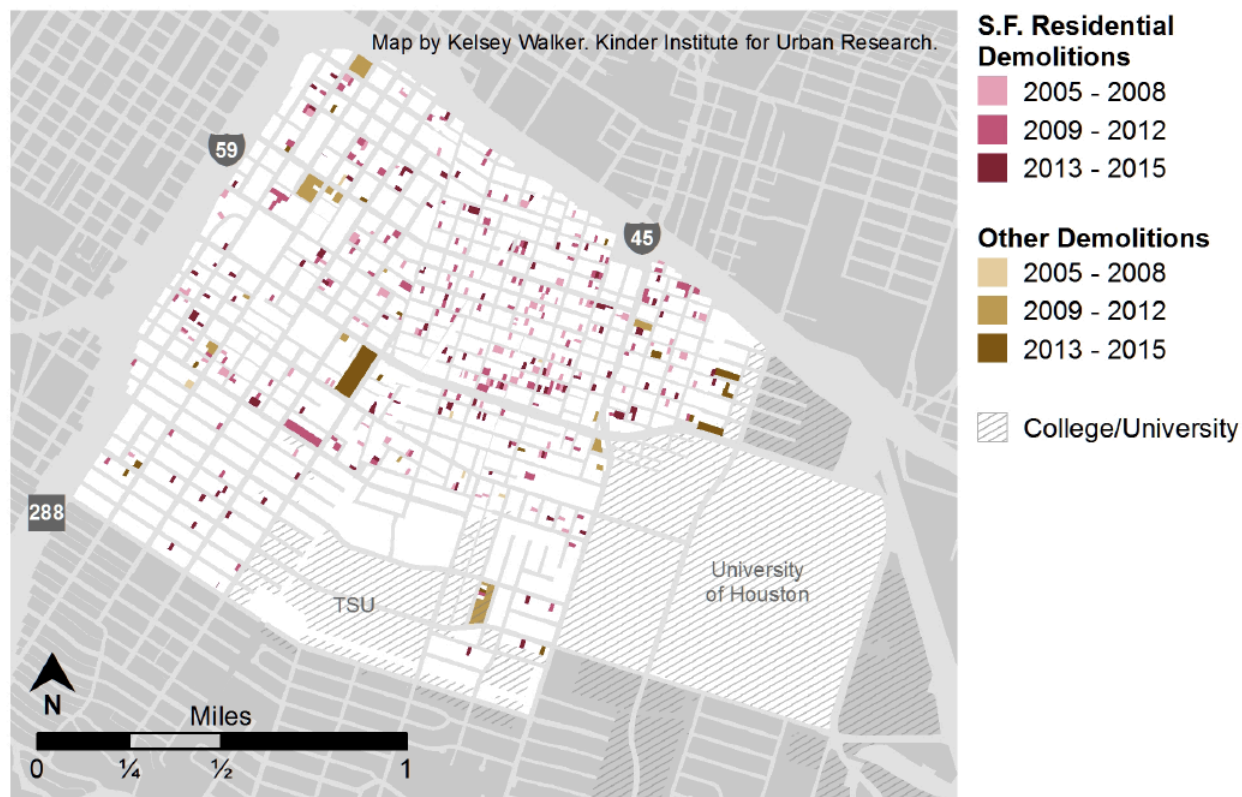 Map by Kelsey Walker. Kinder Institute for Urban Research.
59
45
288
TSU
University
of Houston
N
Miles
0
¼
½
1
S.F. Residential
Demolitions
2005 - 2008
2009 - 2012
2013 - 2015
Other Demolitions
2005 - 2008
2009 - 2012
2013 - 2015
College/University